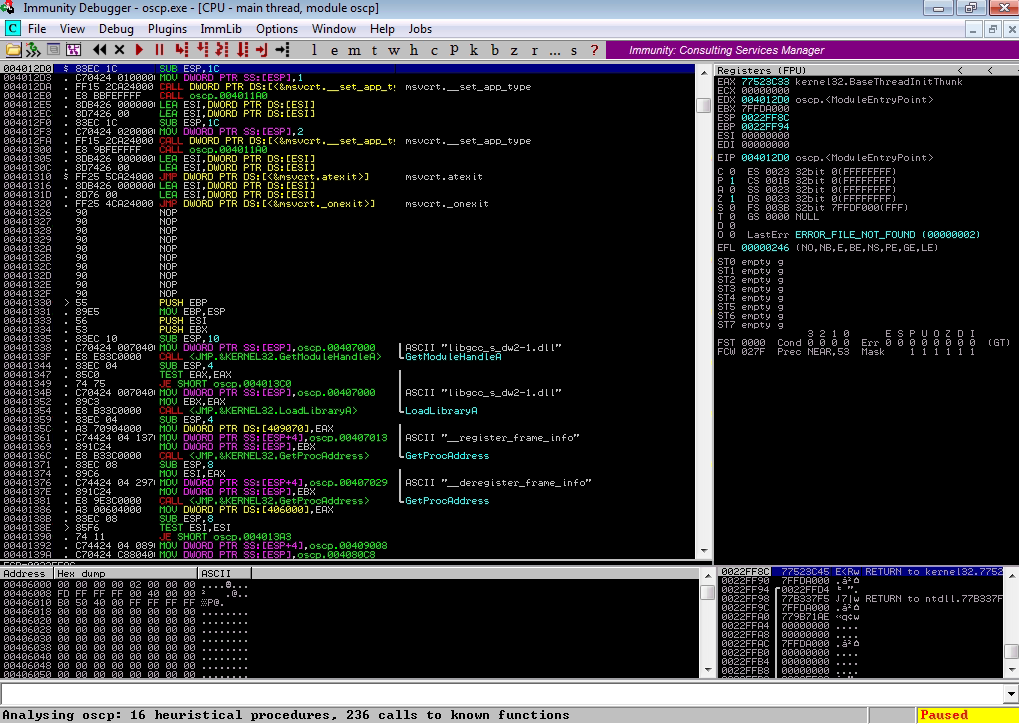 Immunity Debugger - oscp.exe - [CPU - main thread, module oscp]
C File View Debug Plugins ImmLib Options Window Help Jobs
l e m t w h c p k b z r ... s ? Immunity: Consulting Services Manager
004012D0 $ 83EC 1C SUB ESP,1C
004012D3 . C70424 010000 MOV DWORD PTR SS:[ESP],1
004012DA . FF15 2CA24000 CALL DWORD PTR DS:[<&msvcrt.__set_app_t msvcrt.__set_app_type
004012E0 . E8 BBFEFFFF CALL oscp.004011A0
004012E5 . 8DB426 000000 LEA ESI,DWORD PTR DS:[ESI]
004012EC . 8D7426 00 LEA ESI,DWORD PTR DS:[ESI]
004012F0 . 83EC 1C SUB ESP,1C
004012F3 . C70424 020000 MOV DWORD PTR SS:[ESP],2
004012FA . FF15 2CA24000 CALL DWORD PTR DS:[<&msvcrt.__set_app_t msvcrt.__set_app_type
00401300 . E8 9BFEFFFF CALL oscp.004011A0
00401305 . 8DB426 000000 LEA ESI,DWORD PTR DS:[ESI]
0040130C . 8D7426 00 LEA ESI,DWORD PTR DS:[ESI]
00401310 $ FF25 5CA24000 JMP DWORD PTR DS:[<&msvcrt.atexit>] msvcrt.atexit
00401316 . 8DB426 000000 LEA ESI,DWORD PTR DS:[ESI]
0040131D . 8D76 00 LEA ESI,DWORD PTR DS:[ESI]
00401320 . FF25 4CA24000 JMP DWORD PTR DS:[<&msvcrt._onexit>] msvcrt._onexit
00401326 90 NOP
00401327 90 NOP
00401328 90 NOP
00401329 90 NOP
0040132A 90 NOP
0040132B 90 NOP
0040132C 90 NOP
0040132D 90 NOP
0040132E 90 NOP
0040132F 90 NOP
00401330 > 55 PUSH EBP
00401331 . 89E5 MOV EBP,ESP
00401333 . 56 PUSH ESI
00401334 . 53 PUSH EBX
00401335 . 83EC 10 SUB ESP,10
00401338 . C70424 007040 MOV DWORD PTR SS:[ESP],oscp.00407000 ASCII "libgcc_s_dw2-1.dll"
0040133F . E8 E83C0000 CALL <JMP.&KERNEL32.GetModuleHandleA> GetModuleHandleA
00401344 . 83EC 04 SUB ESP,4
00401347 . 85C0 TEST EAX,EAX
00401349 . 74 75 JE SHORT oscp.004013C0
0040134B . C70424 007040 MOV DWORD PTR SS:[ESP],oscp.00407000 ASCII "libgcc_s_dw2-1.dll"
00401352 . 89C3 MOV EBX,EAX
00401354 . E8 B33C0000 CALL <JMP.&KERNEL32.LoadLibraryA> LoadLibraryA
00401359 . 83EC 04 SUB ESP,4
0040135C . A3 70904000 MOV DWORD PTR DS:[409070],EAX
00401361 . C74424 04 137 MOV DWORD PTR SS:[ESP+4],oscp.00407013 ASCII "__register_frame_info"
00401369 . 891C24 MOV DWORD PTR SS:[ESP],EBX
0040136C . E8 B33C0000 CALL <JMP.&KERNEL32.GetProcAddress> GetProcAddress
00401371 . 83EC 08 SUB ESP,8
00401374 . 89C6 MOV ESI,EAX
00401376 . C74424 04 297 MOV DWORD PTR SS:[ESP+4],oscp.00407029 ASCII "__deregister_frame_info"
0040137E . 891C24 MOV DWORD PTR SS:[ESP],EBX
00401381 . E8 9E3C0000 CALL <JMP.&KERNEL32.GetProcAddress> GetProcAddress
00401386 . A3 00604000 MOV DWORD PTR DS:[406000],EAX
0040138B . 83EC 08 SUB ESP,8
0040138E > 85F6 TEST ESI,ESI
00401390 . 74 11 JE SHORT oscp.004013A3
00401392 . C74424 04 089 MOV DWORD PTR SS:[ESP+4],oscp.00409008
0040139A . C70424 C88040 MOV DWORD PTR SS:[ESP],oscp.004080C8
Registers (FPU) < <
EAX 77523C33 kernel32.BaseThreadInitThunk
ECX 00000000
EDX 004012D0 oscp.<ModuleEntryPoint>
EBX 7FFDA000
ESP 0022FF8C
EBP 0022FF94
ESI 00000000
EDI 00000000
EIP 004012D0 oscp.<ModuleEntryPoint>
C 0 ES 0023 32bit 0(FFFFFFFF)
P 1 CS 001B 32bit 0(FFFFFFFF)
A 0 SS 0023 32bit 0(FFFFFFFF)
Z 1 DS 0023 32bit 0(FFFFFFFF)
S 0 FS 003B 32bit 7FFDF000(FFF)
T 0 GS 0000 NULL
D 0
O 0 LastErr ERROR_FILE_NOT_FOUND (00000002)
EFL 00000246 (NO,NB,E,BE,NS,PE,GE,LE)
ST0 empty g
ST1 empty g
ST2 empty g
ST3 empty g
ST4 empty g
ST5 empty g
ST6 empty g
ST7 empty g
3 2 1 0 E S P U O Z D I
FST 0000 Cond 0 0 0 0 Err 0 0 0 0 0 0 0 0 (GT)
FCW 027F Prec NEAR,53 Mask 1 1 1 1 1 1
Address Hex dump ASCII
00406000 00 00 00 00 02 00 00 00
00406008 FD FF FF FF 00 40 00 00
00406010 B0 50 40 00 FF FF FF FF
00406018 00 00 00 00 00 00 00 00 ........
00406020 00 00 00 00 00 00 00 00 ........
00406028 00 00 00 00 00 00 00 00 ........
00406030 00 00 00 00 00 00 00 00 ........
00406038 00 00 00 00 00 00 00 00 ........
00406040 00 00 00 00 00 00 00 00 ........
00406048 00 00 00 00 00 00 00 00 ........
00406050 00 00 00 00 00 00 00 00 ........
0022FF8C 77523C45 E<Rw RETURN to kernel32.7752
0022FF90 7FFDA000
0022FF94 0022FFD4
0022FF98 77B337F5 RETURN to ntdll.77B337F
0022FF9C 7FFDA000
0022FFA0 779B71AE
0022FFA4 00000000 ....
0022FFA8 00000000 ....
0022FFAC 7FFDA000
0022FFB0 00000000 ....
0022FFB4 00000000 ....
0022FFB8 00000000 ....
Analysing oscp: 16 heuristical procedures, 236 calls to known functions Paused